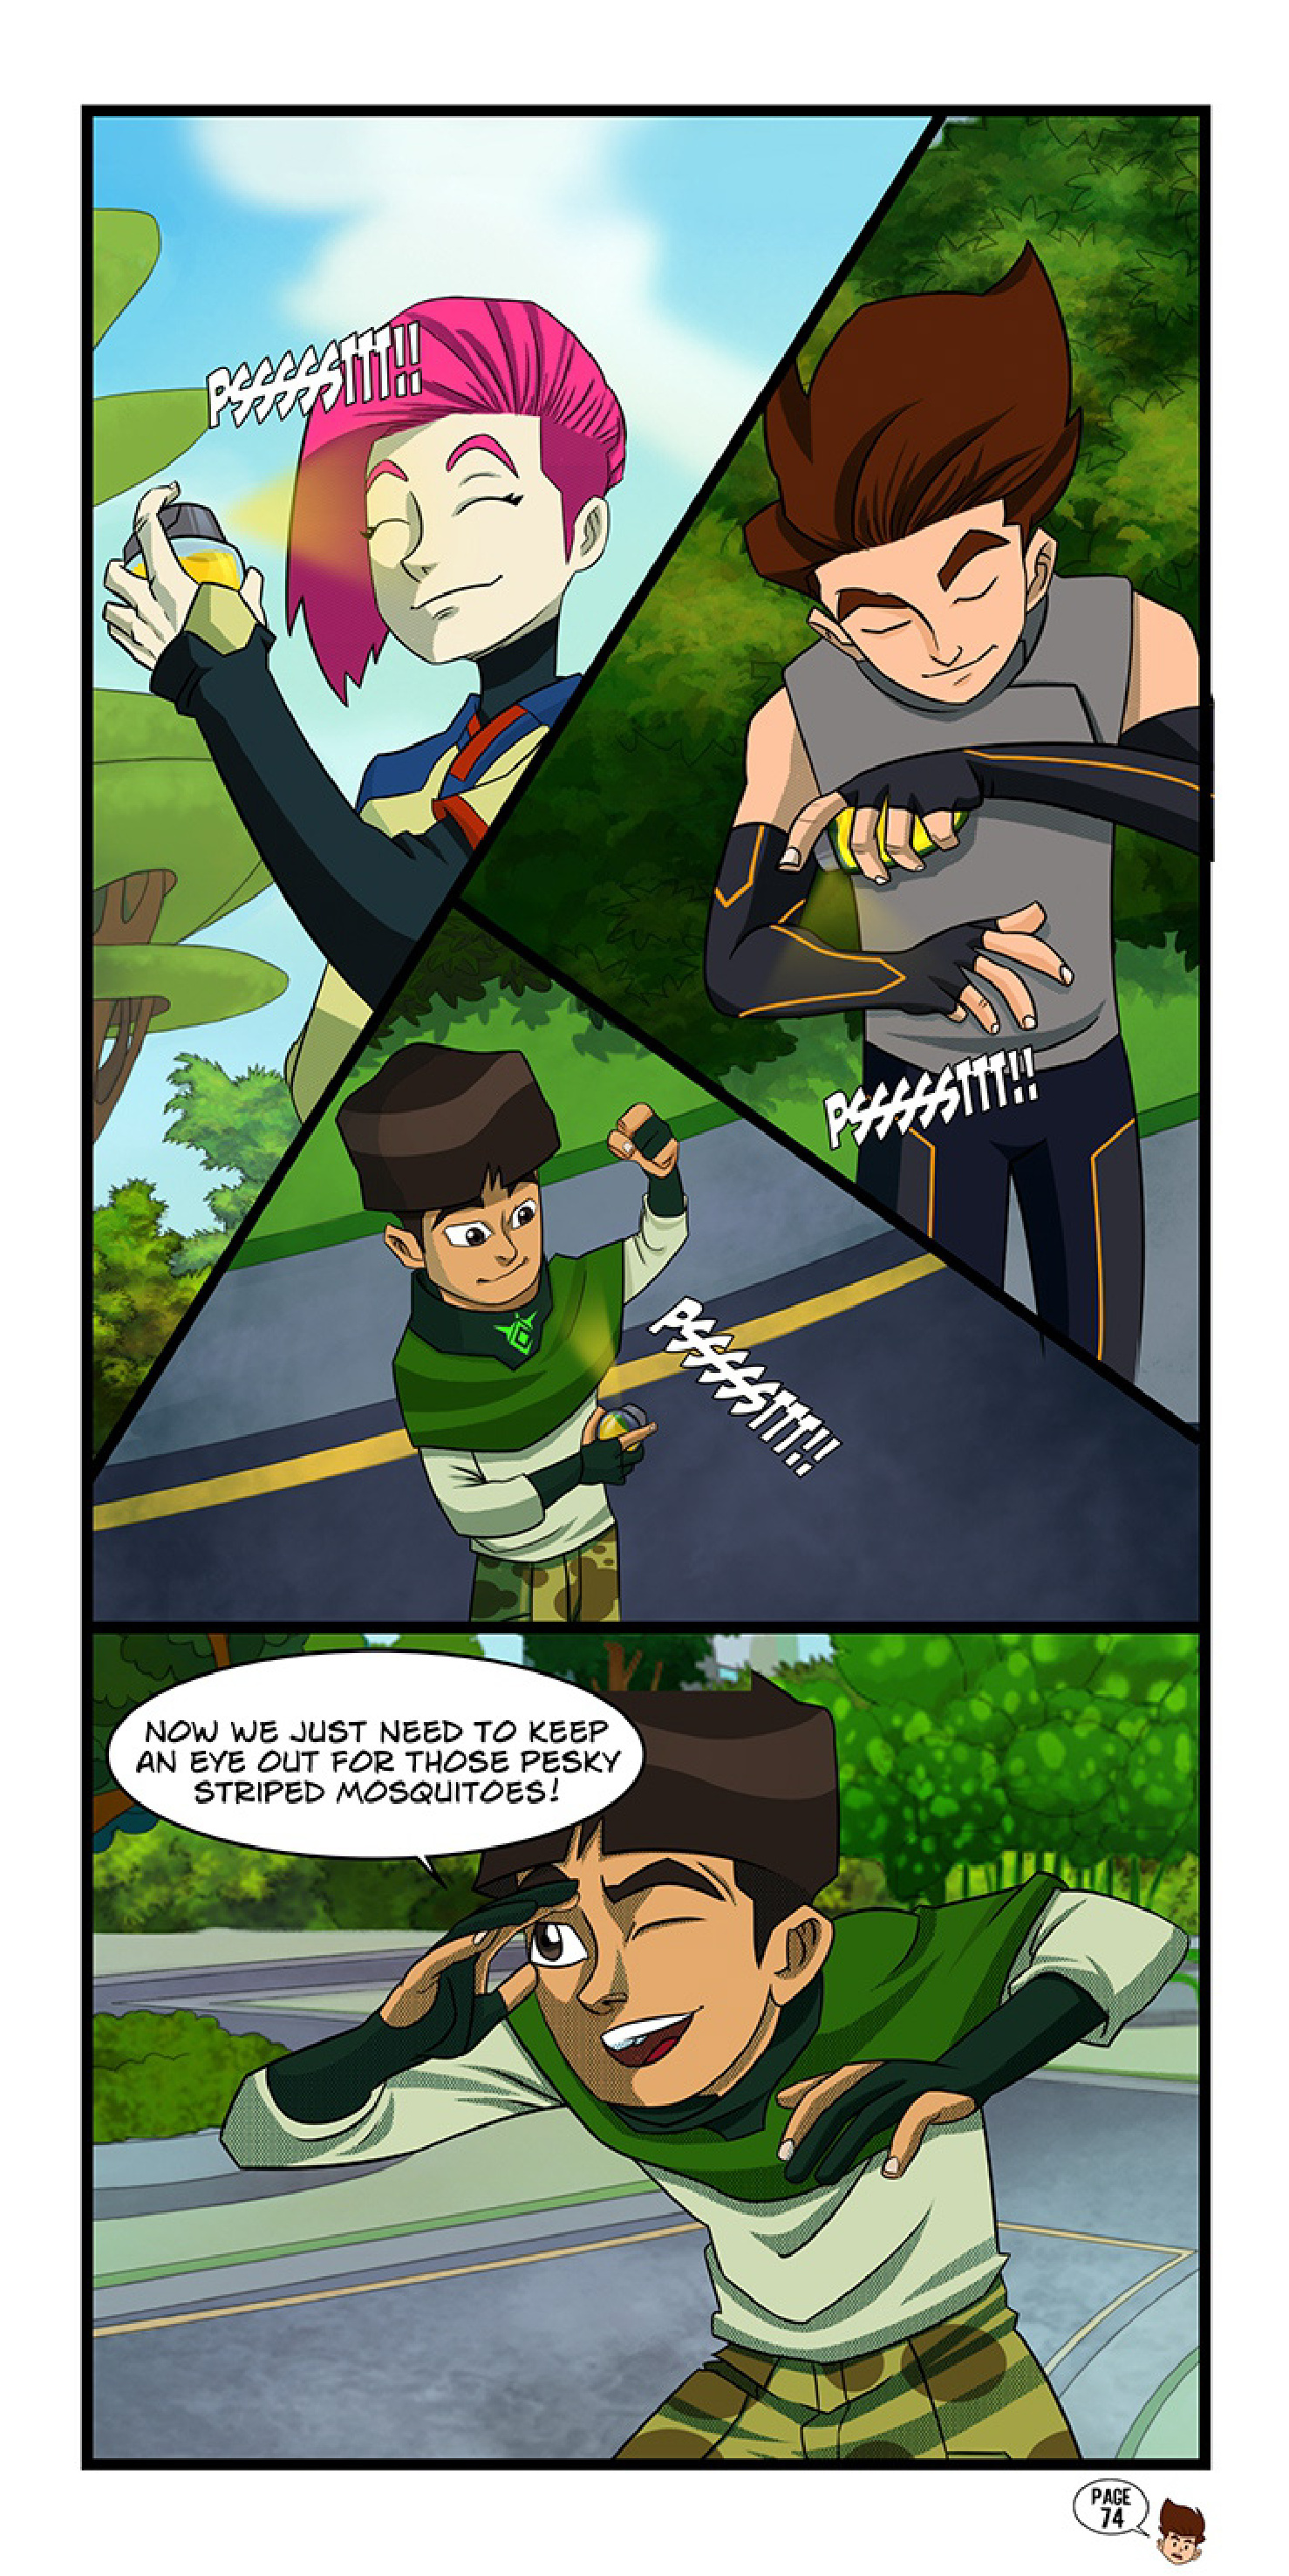 PSSSSSTTT!!
PSSSSSTTT!!
PSSSSSTTT!!
NOW WE JUST NEED TO KEEP
AN EYE OUT FOR THOSE PESKY
STRIPED MOSQUITOES!
PAGE
74